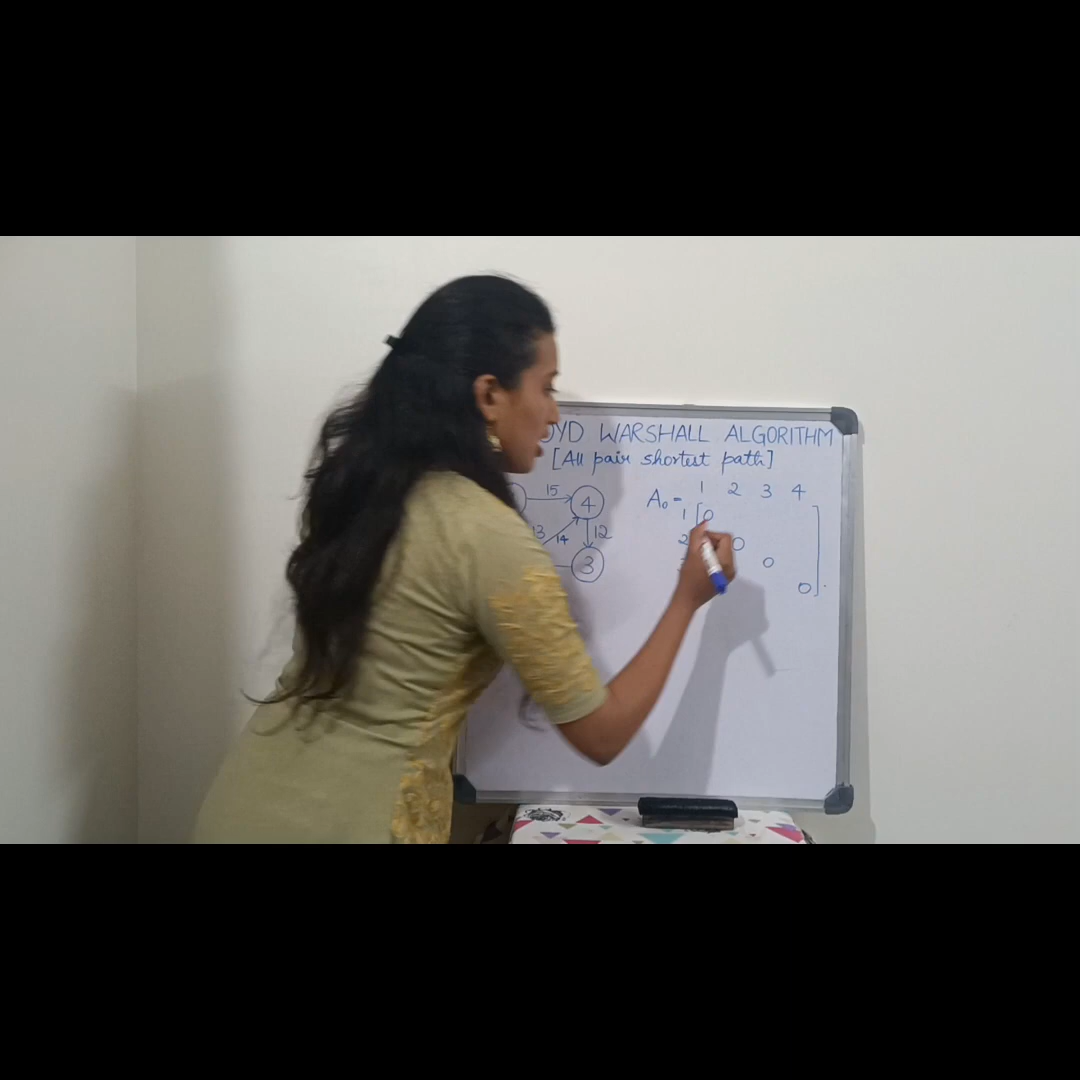 WARSHALL ALGORITHM
[All pair shortest path]
15 4
13 14 12
3
A₀ = 1 2 3 4
1 0
2 0
0
0